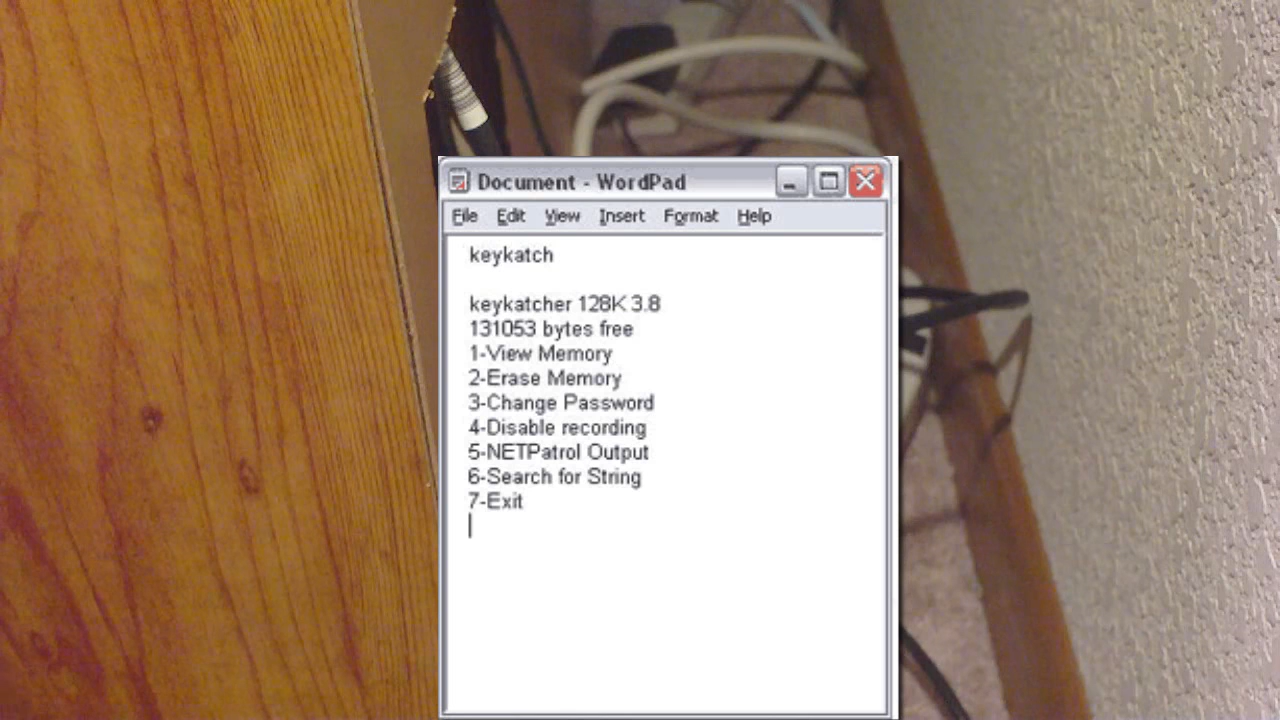 Document - WordPad
File Edit View Insert Format Help
keykatch
keykatcher 128K 3.8
131053 bytes free
1-View Memory
2-Erase Memory
3-Change Password
4-Disable recording
5-NETPatrol Output
6-Search for String
7-Exit